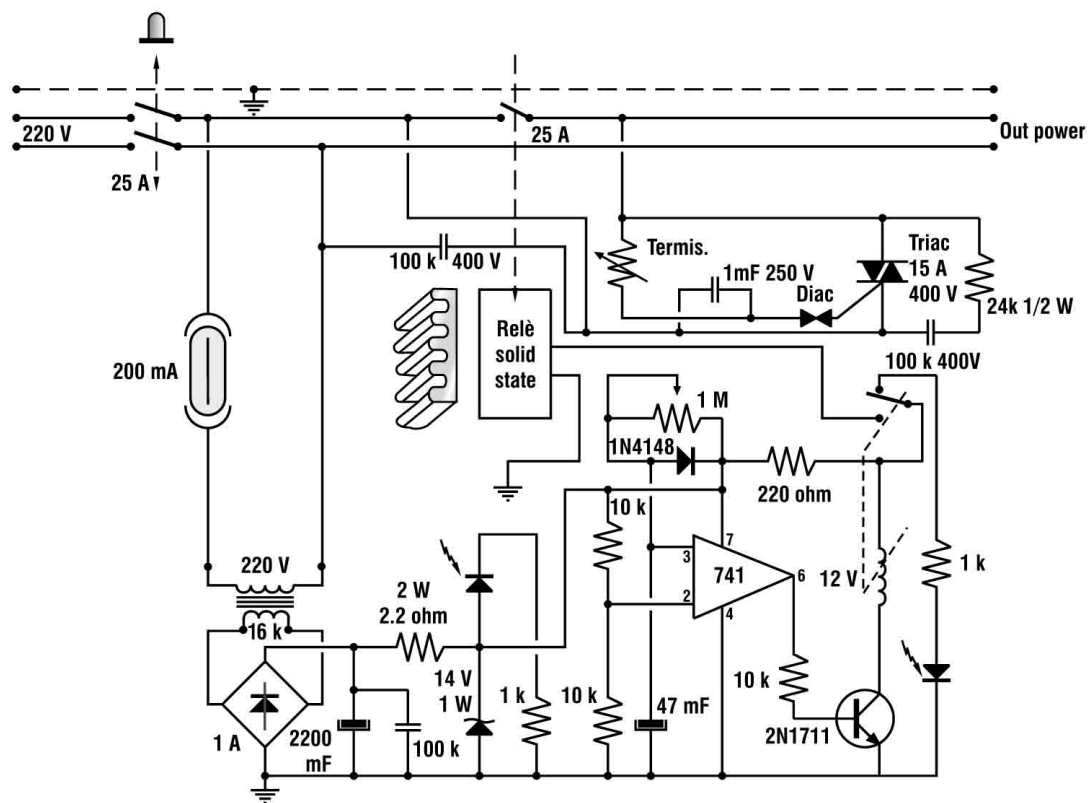 220 V
25 A
25 A
Out power
100 k 400 V
Termis.
1mF 250 V
Diac
Triac
15 A
400 V
24k 1/2 W
100 k 400V
200 mA
Relè
solid
state
1 M
1N4148
220 ohm
10 k
220 V
16 k
2 W
2.2 ohm
3
7
741
6
2
4
12 V
1 k
14 V
1 W
1 k
10 k
47 mF
10 k
2N1711
1 A
2200
mF
100 k